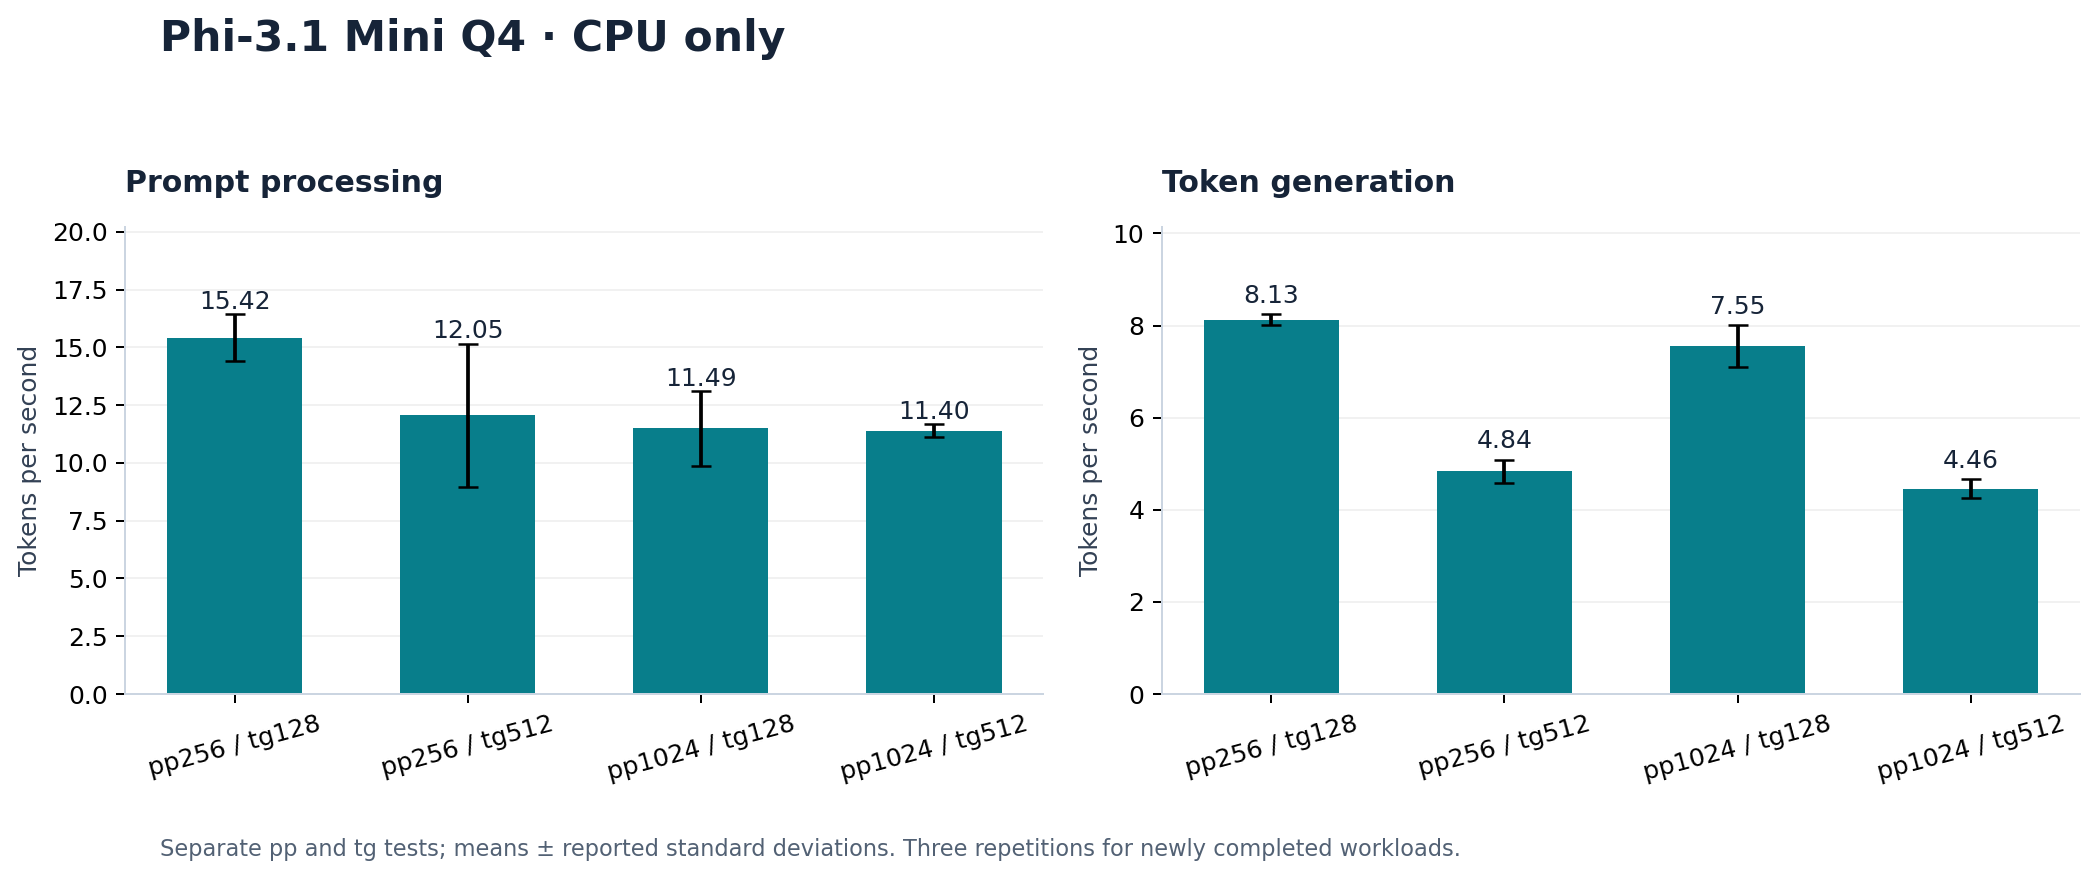 Phi-3.1 Mini Q4 · CPU only
Prompt processing
Tokens per second
20.0
17.5
15.0
12.5
10.0
7.5
5.0
2.5
0.0
15.42
12.05
11.49
11.40
pp256 / tg128
pp256 / tg512
pp1024 / tg128
pp1024 / tg512
Token generation
Tokens per second
10
8
6
4
2
0
8.13
4.84
7.55
4.46
pp256 / tg128
pp256 / tg512
pp1024 / tg128
pp1024 / tg512
Separate pp and tg tests; means ± reported standard deviations. Three repetitions for newly completed workloads.